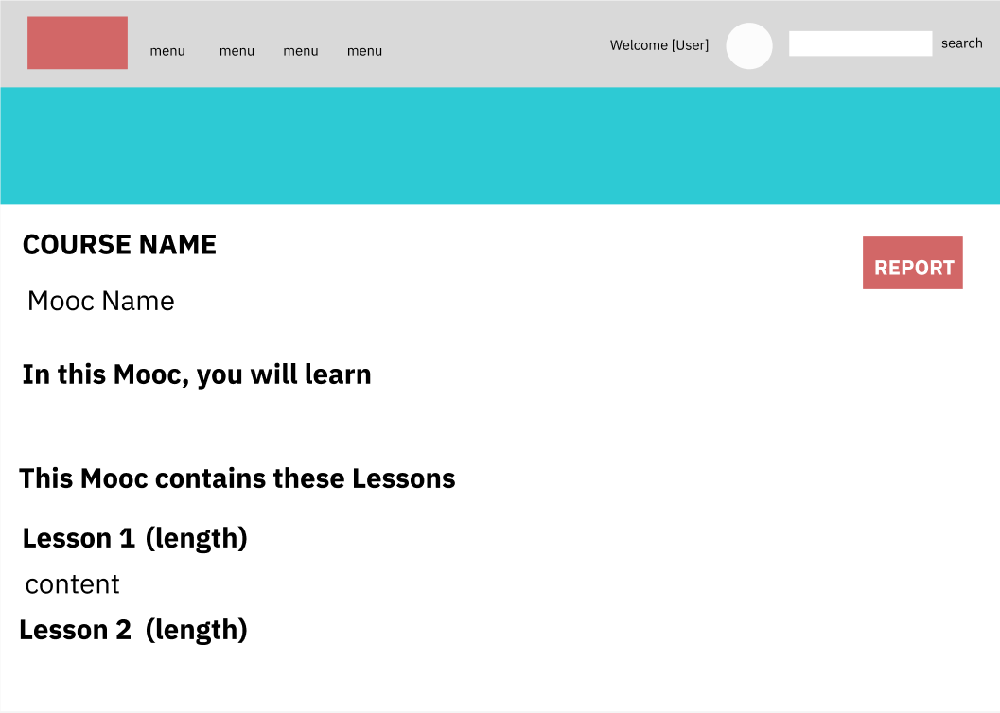 menu menu menu menu Welcome [User] search
COURSE NAME
REPORT
Mooc Name
In this Mooc, you will learn
This Mooc contains these Lessons
Lesson 1 (length)
content
Lesson 2 (length)